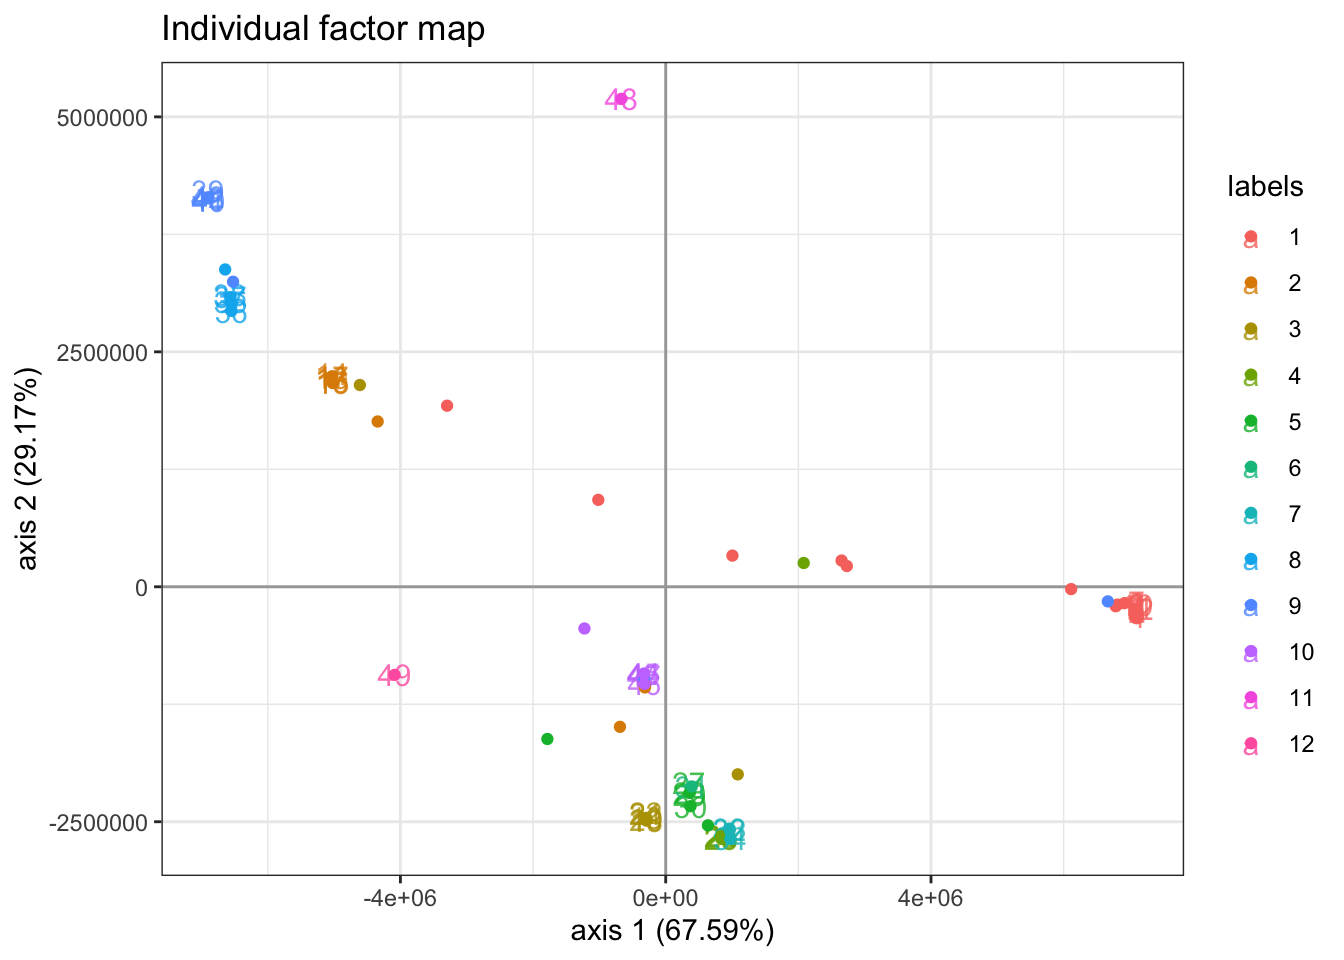 Individual factor map
5000000
2500000
0
-2500000
axis 2 (29.17%)
48
49
-4e+06
0e+00
4e+06
axis 1 (67.59%)
labels
a 1
a 2
a 3
a 4
a 5
a 6
a 7
a 8
a 9
a 10
a 11
a 12